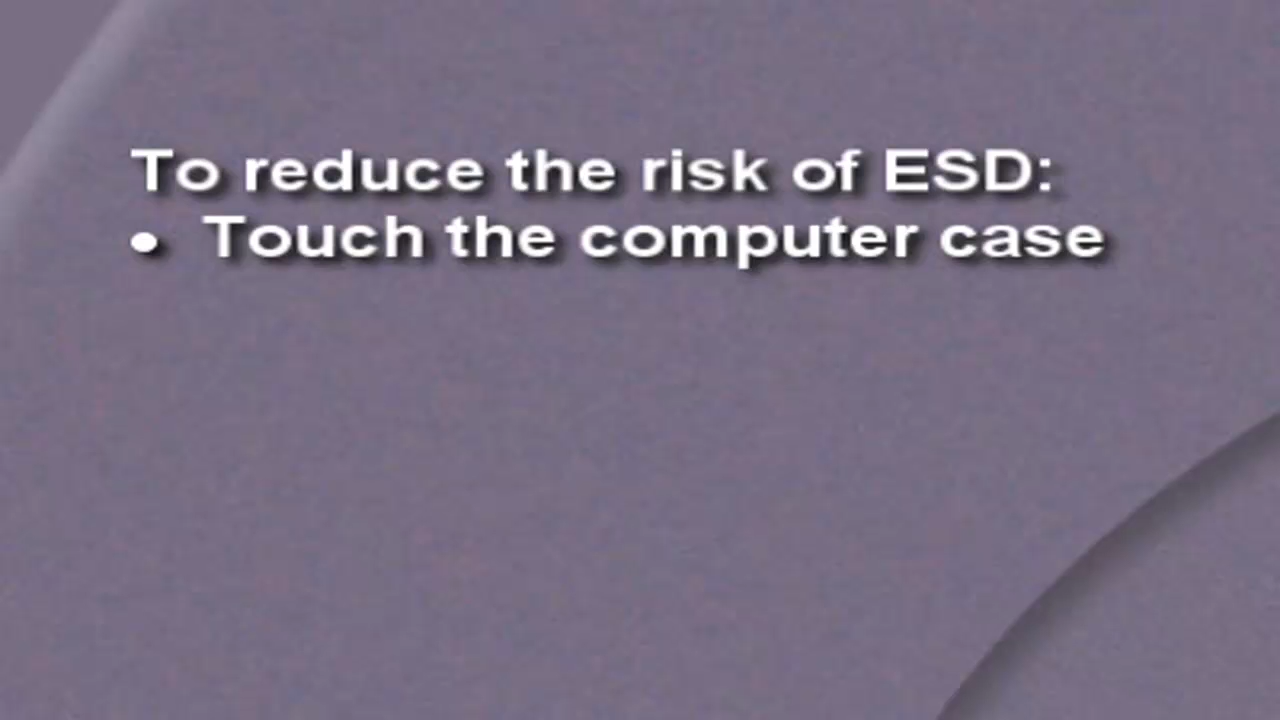 To reduce the risk of ESD:
• Touch the computer case